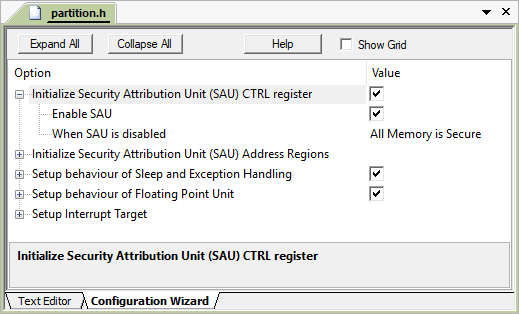 partition.h
Expand All Collapse All Help Show Grid
Option Value
Initialize Security Attribution Unit (SAU) CTRL register
Enable SAU
When SAU is disabled All Memory is Secure
Initialize Security Attribution Unit (SAU) Address Regions
Setup behaviour of Sleep and Exception Handling
Setup behaviour of Floating Point Unit
Setup Interrupt Target
Initialize Security Attribution Unit (SAU) CTRL register
Text Editor Configuration Wizard